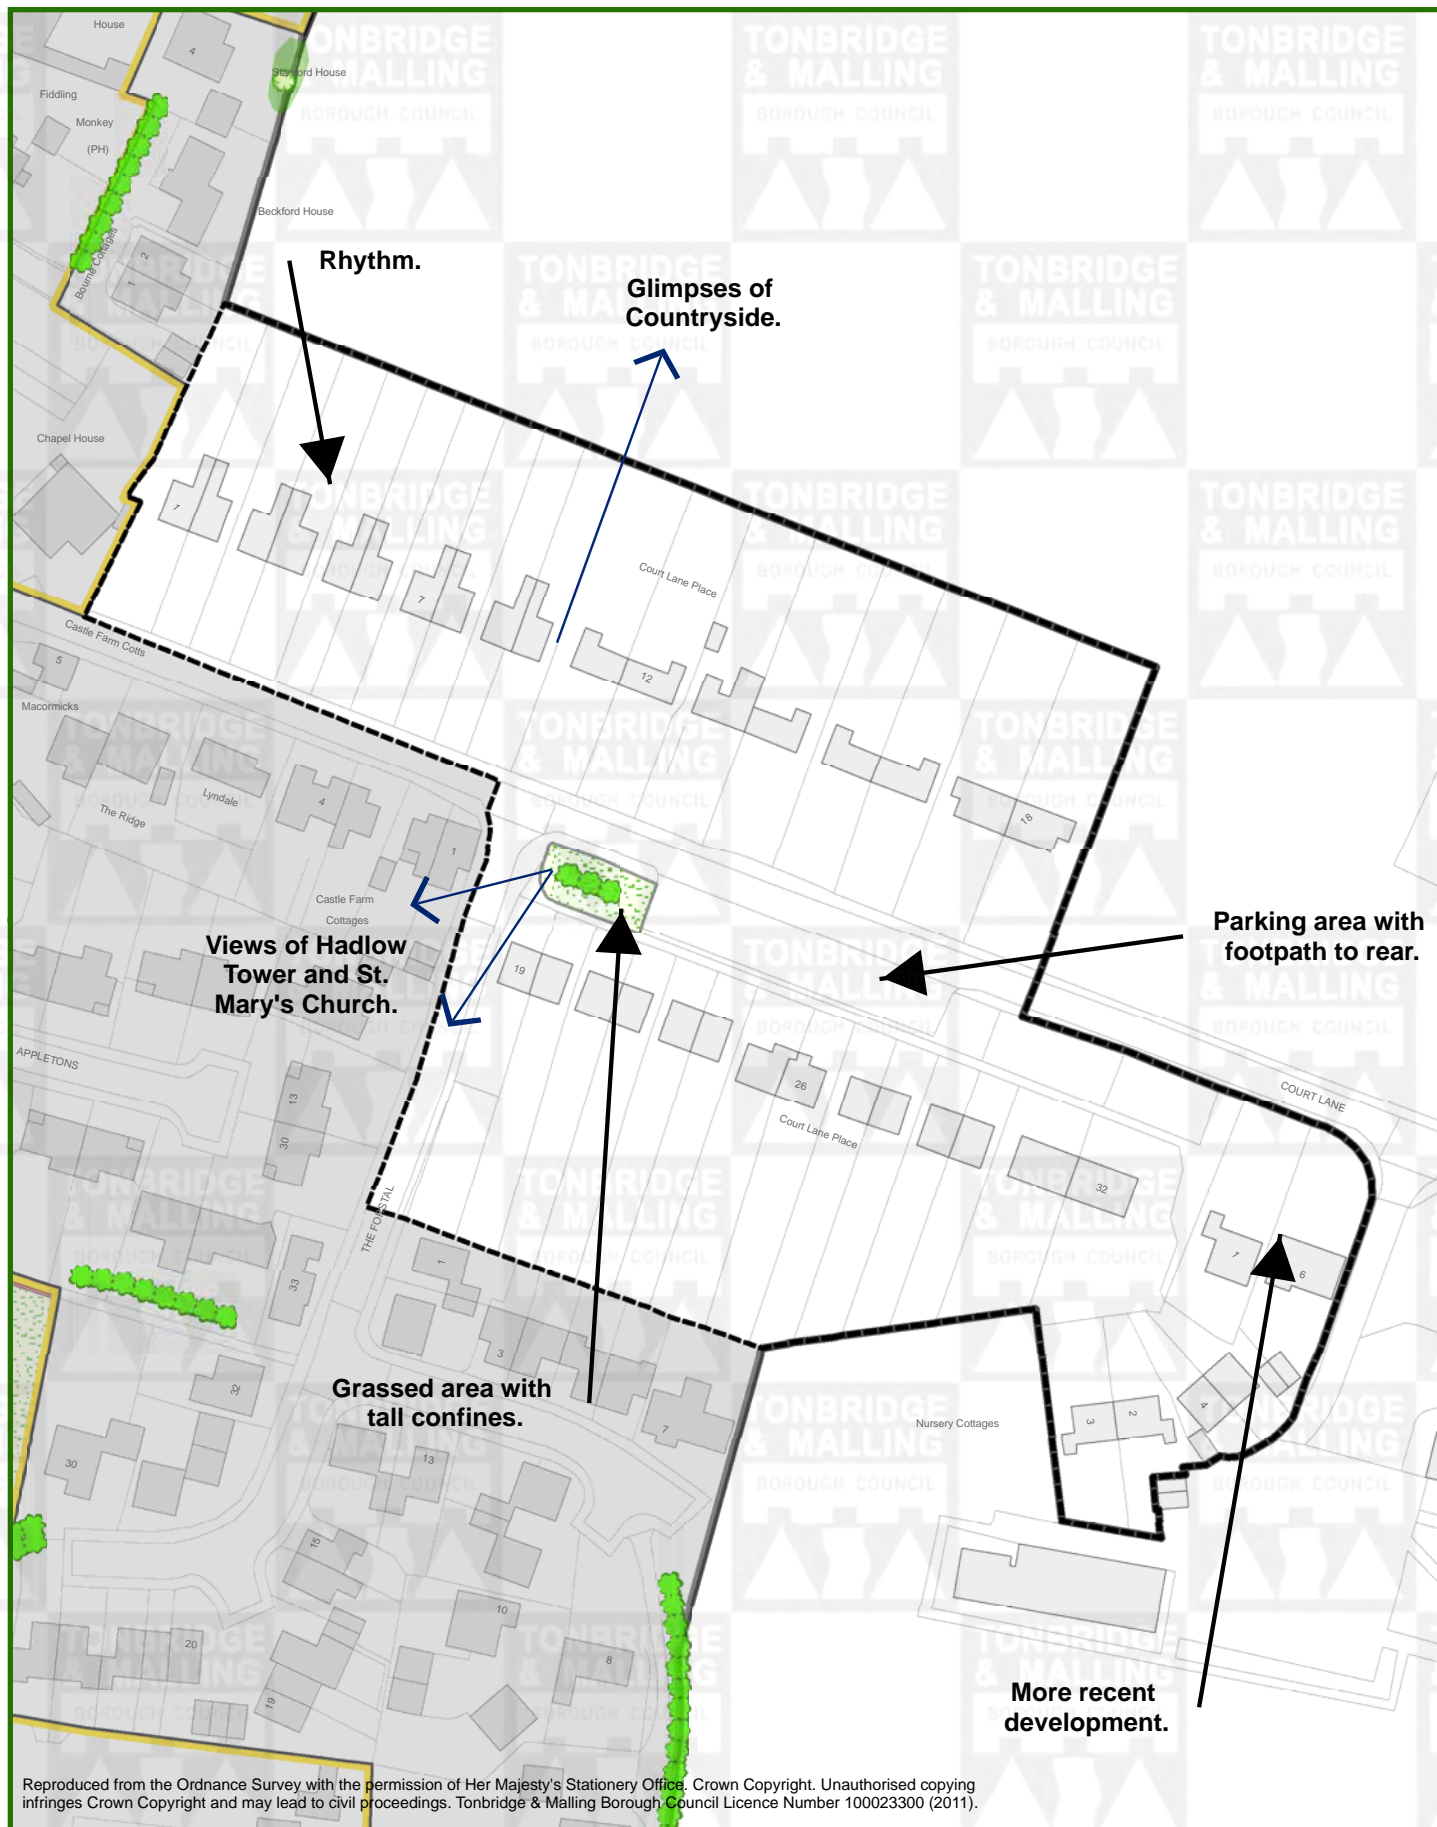 House
4
Stanford House
Fiddling
Monkey
(PH)
Beckford House
Bourne Cottages
2
1
Rhythm.
Glimpses of
Countryside.
Chapel House
1
7
Court Lane Place
12
18
Castle Farm Cotts
5
Macormicks
Lyndale
The Ridge
4
1
Castle Farm
Cottages
Views of Hadlow
Tower and St.
Mary's Church.
19
26
Court Lane Place
32
Parking area with
footpath to rear.
COURT LANE
APPLETONS
13
30
THE FORSTAL
33
1
3
7
32
30
13
15
10
8
20
19
Grassed area with
tall confines.
Nursery Cottages
1
6
4
3
2
More recent
development.
TONBRIDGE
& MALLING
BOROUGH COUNCIL
Reproduced from the Ordnance Survey with the permission of Her Majesty's Stationery Office. Crown Copyright. Unauthorised copying
infringes Crown Copyright and may lead to civil proceedings. Tonbridge & Malling Borough Council Licence Number 100023300 (2011).